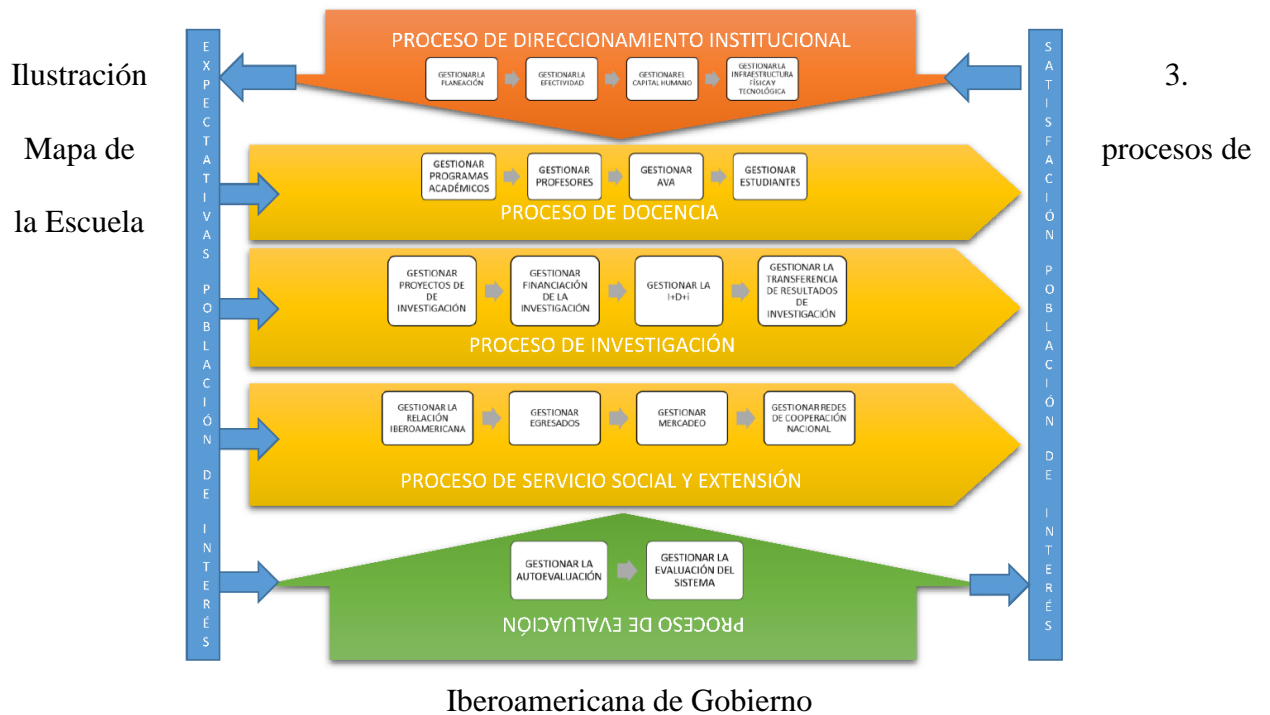 Ilustración 3.
Mapa de procesos de
la Escuela
Iberoamericana de Gobierno
EXPECTATIVAS POBLACIÓN DE INTERÉS
PROCESO DE DIRECCIONAMIENTO INSTITUCIONAL
GESTIONAR LA
PLANEACIÓN
GESTIONAR LA
EFECTIVIDAD
GESTIONAR EL
CAPITAL HUMANO
GESTIONAR LA
INFRAESTRUCTURA
FÍSICA Y
TECNOLÓGICA
GESTIONAR
PROGRAMAS
ACADÉMICOS
GESTIONAR
PROFESORES
GESTIONAR
AVA
GESTIONAR
ESTUDIANTES
PROCESO DE DOCENCIA
GESTIONAR
PROYECTOS DE
DE
INVESTIGACIÓN
GESTIONAR
FINANCIACIÓN
DE LA
INVESTIGACIÓN
GESTIONAR LA
I+D+i
GESTIONAR LA
TRANSFERENCIA
DE RESULTADOS
DE
INVESTIGACIÓN
PROCESO DE INVESTIGACIÓN
GESTIONAR LA
RELACIÓN
IBEROAMERICANA
GESTIONAR
EGRESADOS
GESTIONAR
MERCADEO
GESTIONAR REDES
DE COOPERACIÓN
NACIONAL
PROCESO DE SERVICIO SOCIAL Y EXTENSIÓN
GESTIONAR LA
AUTOEVALUACIÓN
GESTIONAR LA
EVALUACIÓN DEL
SISTEMA
PROCESO DE EVALUACIÓN
SATISFACIÓN POBLACIÓN DE INTERÉS